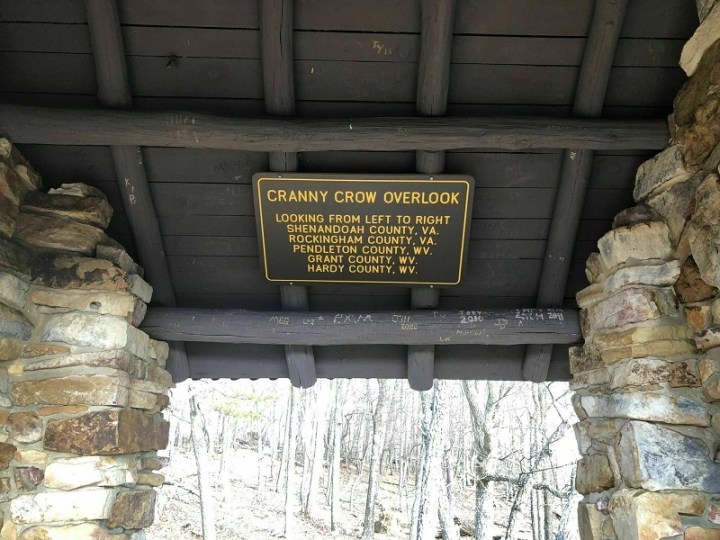 CRANNY CROW OVERLOOK
LOOKING FROM LEFT TO RIGHT
SHENANDOAH COUNTY, VA.
ROCKINGHAM COUNTY, VA.
PENDLETON COUNTY, WV.
GRANT COUNTY, WV.
HARDY COUNTY, WV.
JILL